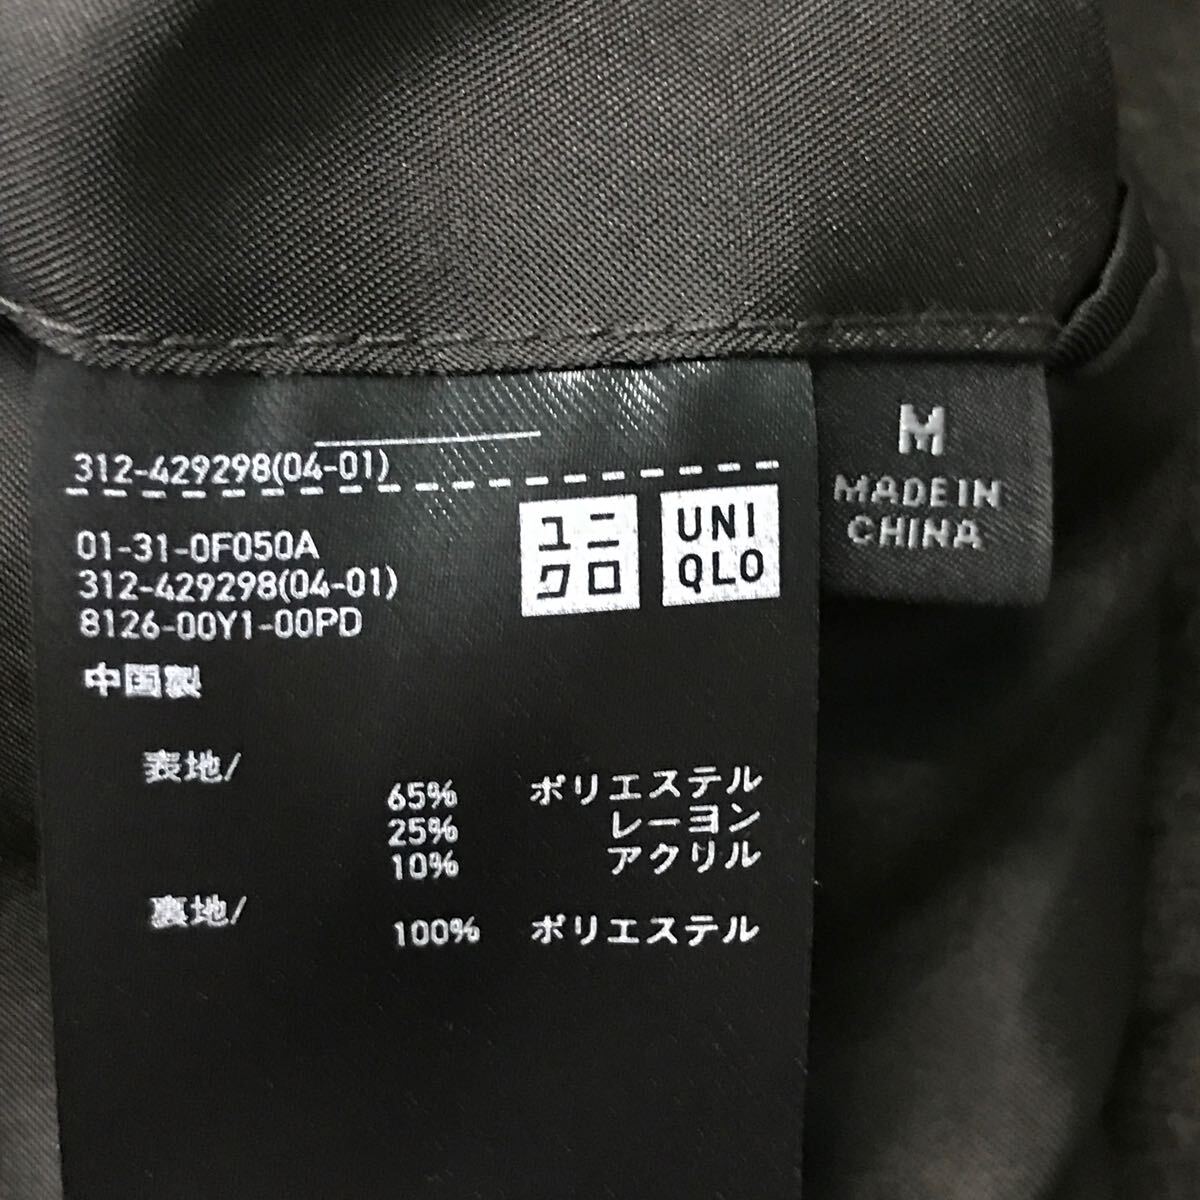 312-429298(04-01)
01-31-0F050A
312-429298(04-01)
8126-00Y1-00PD
中国製
ユニ
クロ
UNI
QLO
M
MADE IN
CHINA
表地/
65% ポリエステル
25% レーヨン
10% アクリル
裏地/
100% ポリエステル